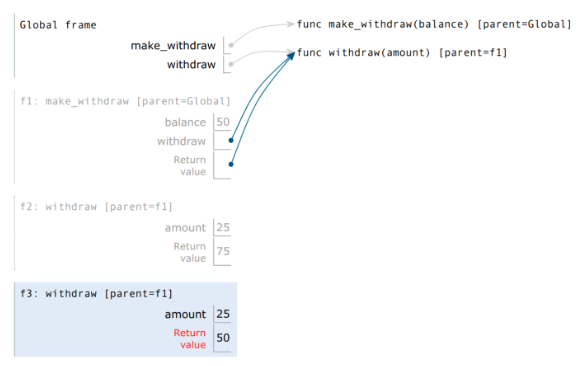 Global frame
func make_withdraw(balance) [parent=Global]
make_withdraw
withdraw
func withdraw(amount) [parent=f1]
f1: make_withdraw [parent=Global]
balance 50
withdraw
Return
value
f2: withdraw [parent=f1]
amount 25
Return
value 75
f3: withdraw [parent=f1]
amount 25
Return
value 50